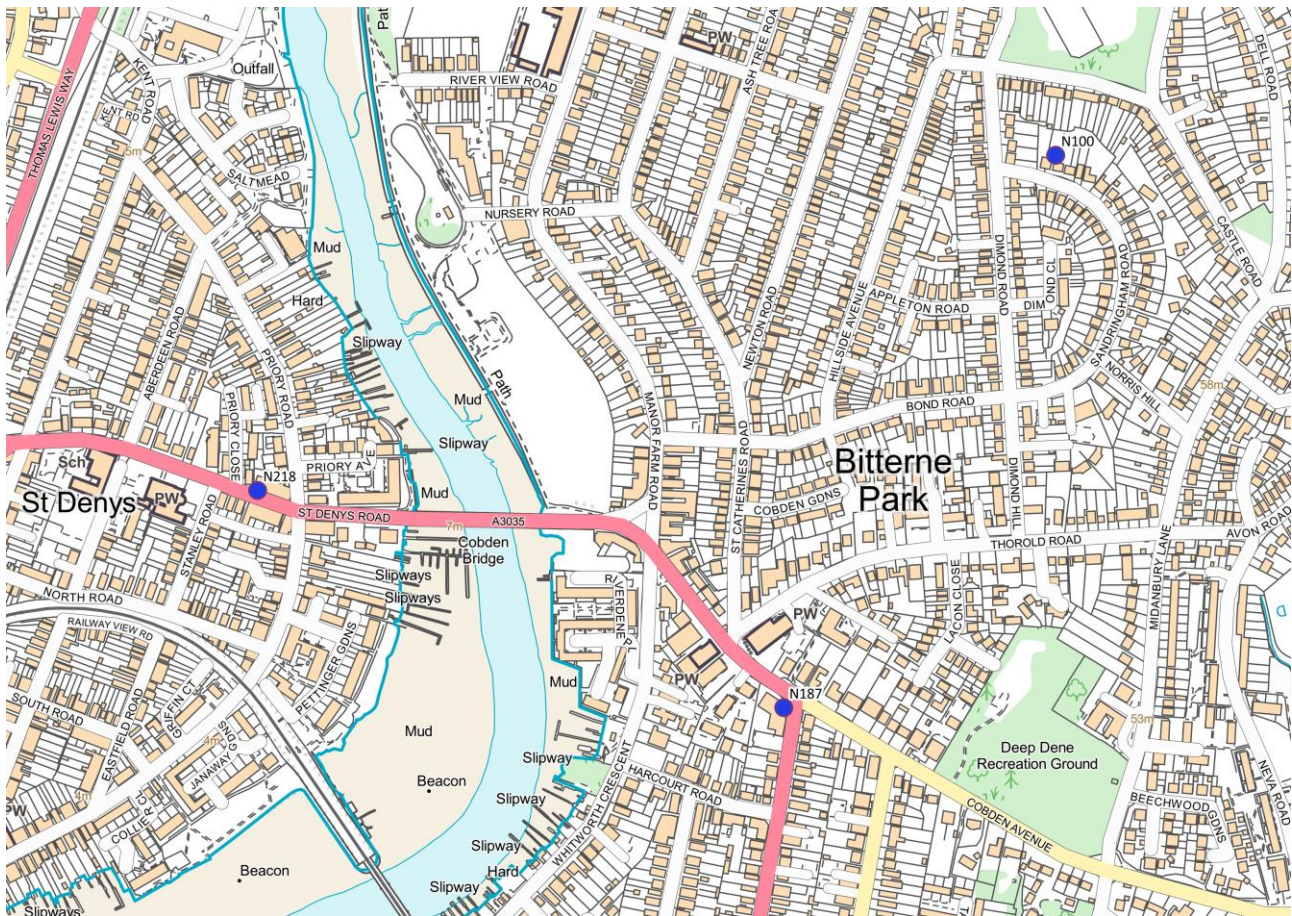 Path
Outfall
KENT ROAD
KENT RD
THOMAS LEWIS WAY
5m
SALTMEAD
RIVER VIEW ROAD
PW
ASH TREE ROAD
DELL ROAD
N100
NURSERY ROAD
CASTLE ROAD
Mud
Hard
Slipway
Path
Mud
Slipway
ABERDEEN ROAD
PRIORY ROAD
PRIORY CLOSE
PRIORY AVE
MANOR FARM ROAD
NEWTON ROAD
HILLSIDE AVENUE
APPLETON ROAD
DIMOND ROAD
DIMOND CL
SANDRINGHAM ROAD
NORRIS HILL
58m
BOND ROAD
Sch
PW
N218
St Denys
STANLEY ROAD
ST DENYS ROAD
Mud
7m
A3035
Cobden
Bridge
Slipways
Slipways
ST CATHERINES ROAD
COBDEN GDNS
Bitterne
Park
DIMOND HILL
THOROLD ROAD
AVON ROAD
MIDANBURY LANE
LACON CLOSE
NORTH ROAD
RAILWAY VIEW RD
PETTINGER GDNS
SOUTH ROAD
EASTFIELD ROAD
GRIFFIN CT
JANAWAY GDNS
4m
4m
COLLIER CL
PW
Mud
Beacon
Beacon
Slipways
Mud
Slipway
Slipway
Slipway
Hard
Slipway
WHITWORTH CRESCENT
HARCOURT ROAD
PW
PW
N187
Deep Dene
Recreation Ground
53m
BEECHWOOD
GDNS
NEVA ROAD
COBDEN AVENUE
D